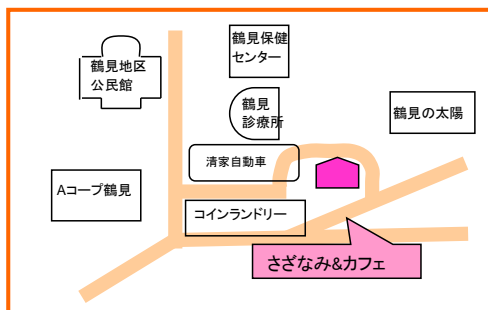 鶴見保健
センター
鶴見地区
公民館
鶴見
診療所
鶴見の太陽
清家自動車
Aコープ鶴見
コインランドリー
さざなみ&カフェ